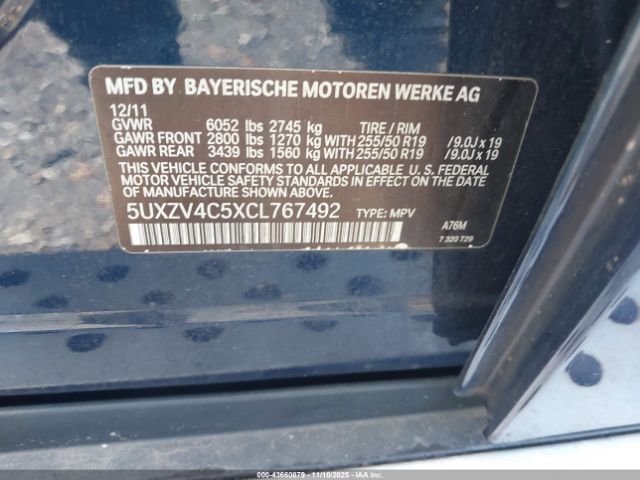 MFD BY BAYERISCHE MOTOREN WERKE AG
12/11
GVWR 6052 lbs 2745 kg TIRE / RIM
GAWR FRONT 2800 lbs 1270 kg WITH 255/50 R19 /9.0J x 19
GAWR REAR 3439 lbs 1560 kg WITH 255/50 R19 /9.0J x 19
THIS VEHICLE CONFORMS TO ALL APPLICABLE U. S. FEDERAL
MOTOR VEHICLE SAFETY STANDARDS IN EFFECT ON THE DATE
OF MANUFACTURE SHOWN ABOVE.
5UXZV4C5XCL767492 TYPE: MPV
A76M
7 320 729
© IAA 000-43660879 - 11/10/2025 - IAAI.COM